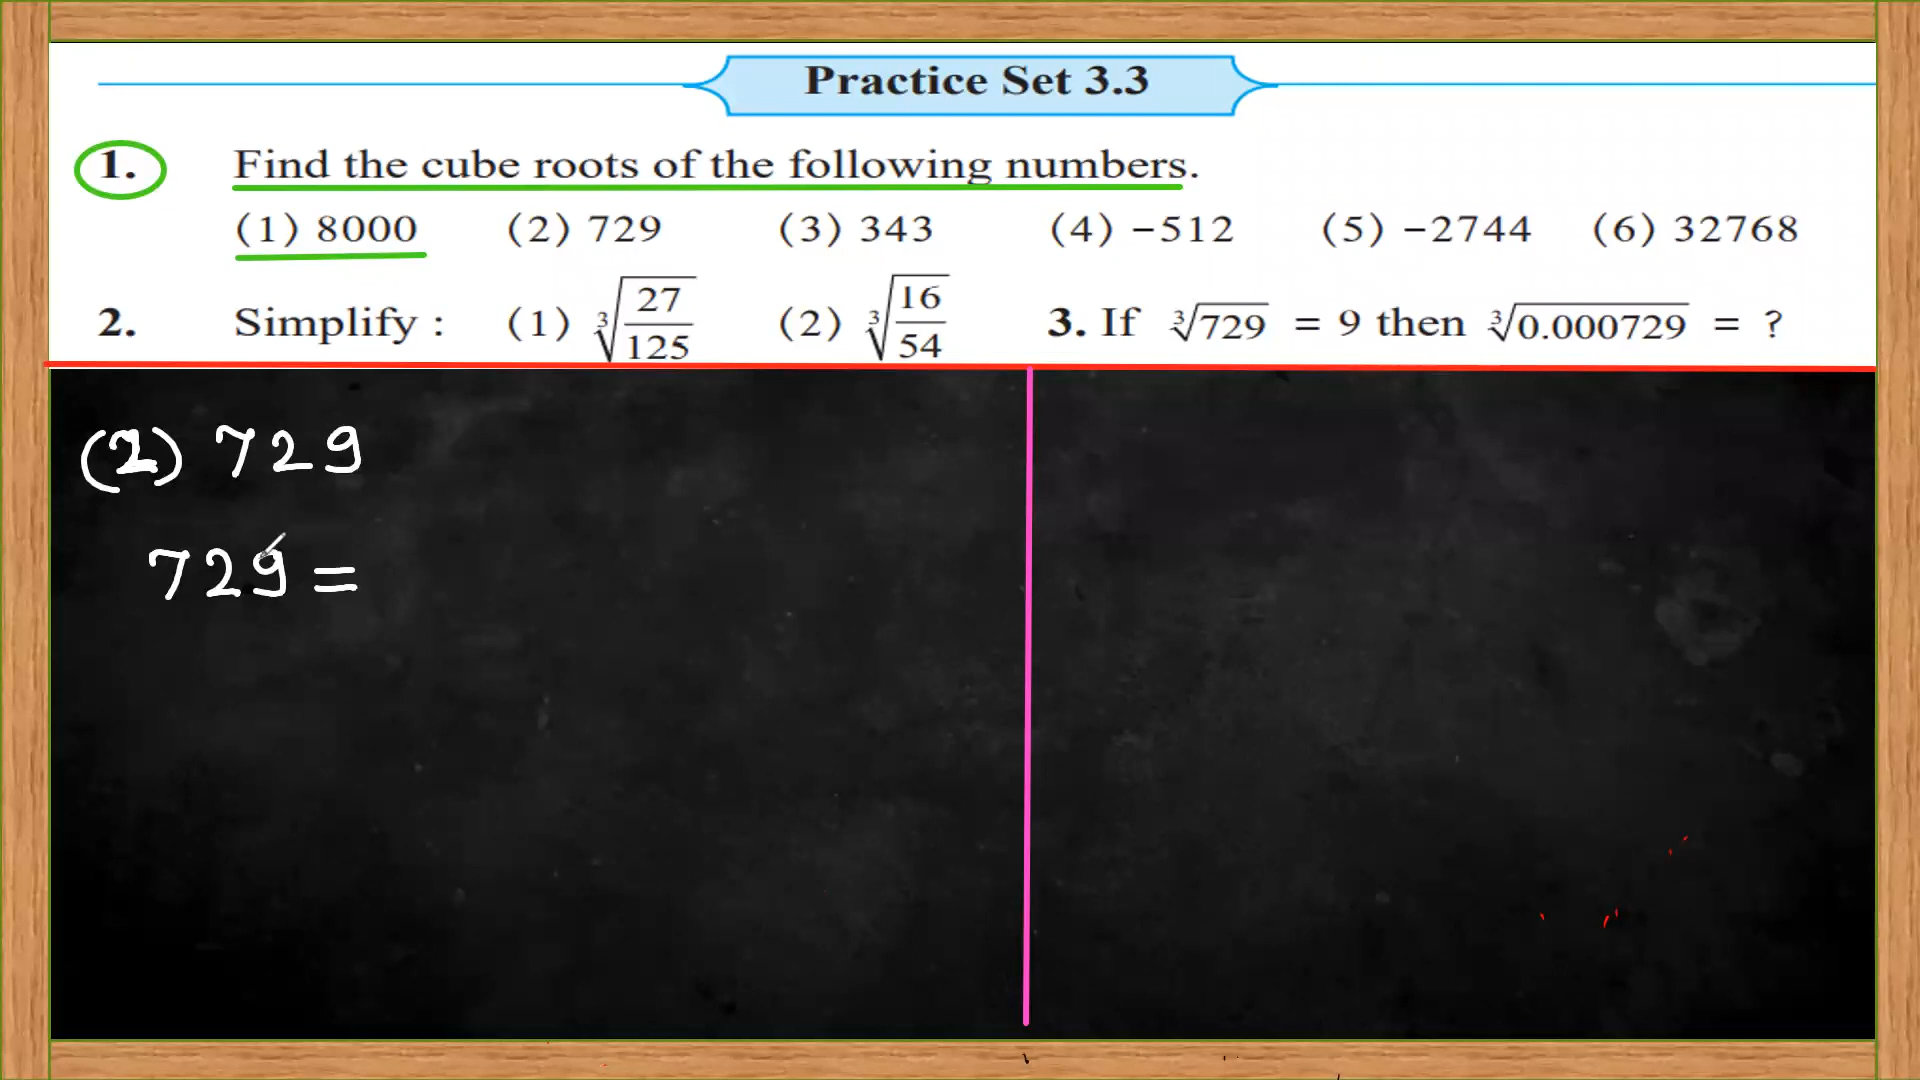 Practice Set 3.3
1. Find the cube roots of the following numbers.
(1) 8000 (2) 729 (3) 343 (4) −512 (5) −2744 (6) 32768
2. Simplify : (1) ∛(27/125) (2) ∛(16/54) 3. If ∛729 = 9 then ∛0.000729 = ?
(2) 729
729 =